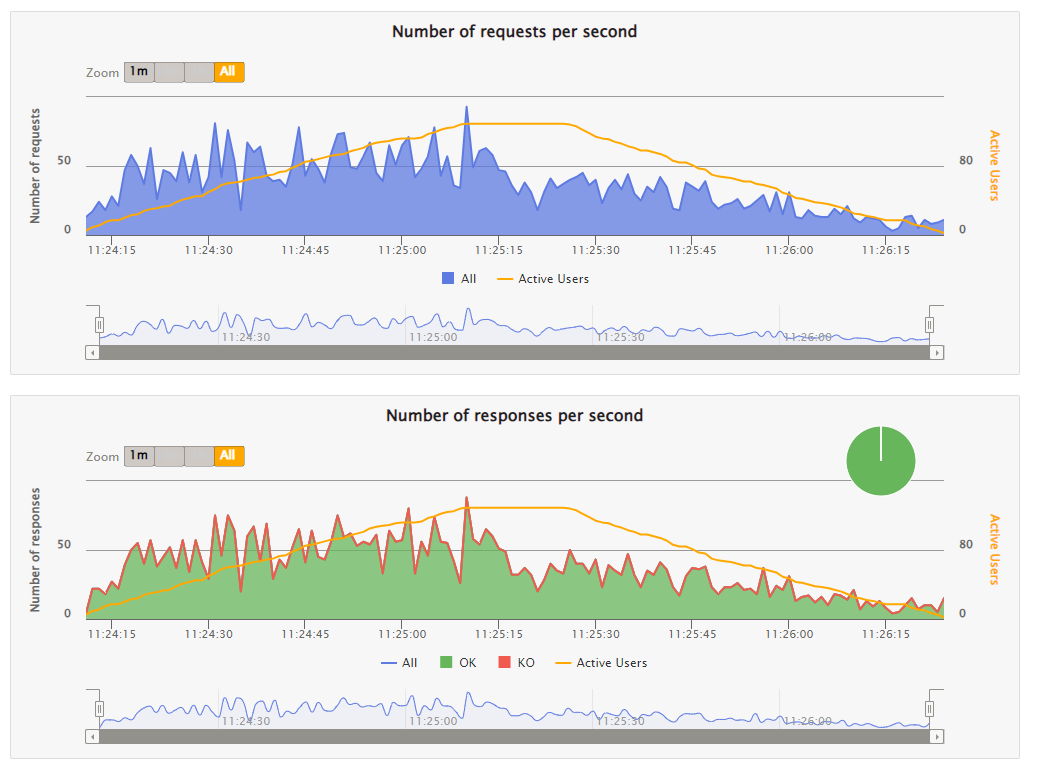 Number of requests per second
Zoom 1m All
Number of requests
50
0
80
0
Active Users
11:24:15 11:24:30 11:24:45 11:25:00 11:25:15 11:25:30 11:25:45 11:26:00 11:26:15
All Active Users
11:24:30 11:25:00 11:25:30 11:26:00
Number of responses per second
Zoom 1m All
Number of responses
50
0
80
0
Active Users
11:24:15 11:24:30 11:24:45 11:25:00 11:25:15 11:25:30 11:25:45 11:26:00 11:26:15
All OK KO Active Users
11:24:30 11:25:00 11:25:30 11:26:00